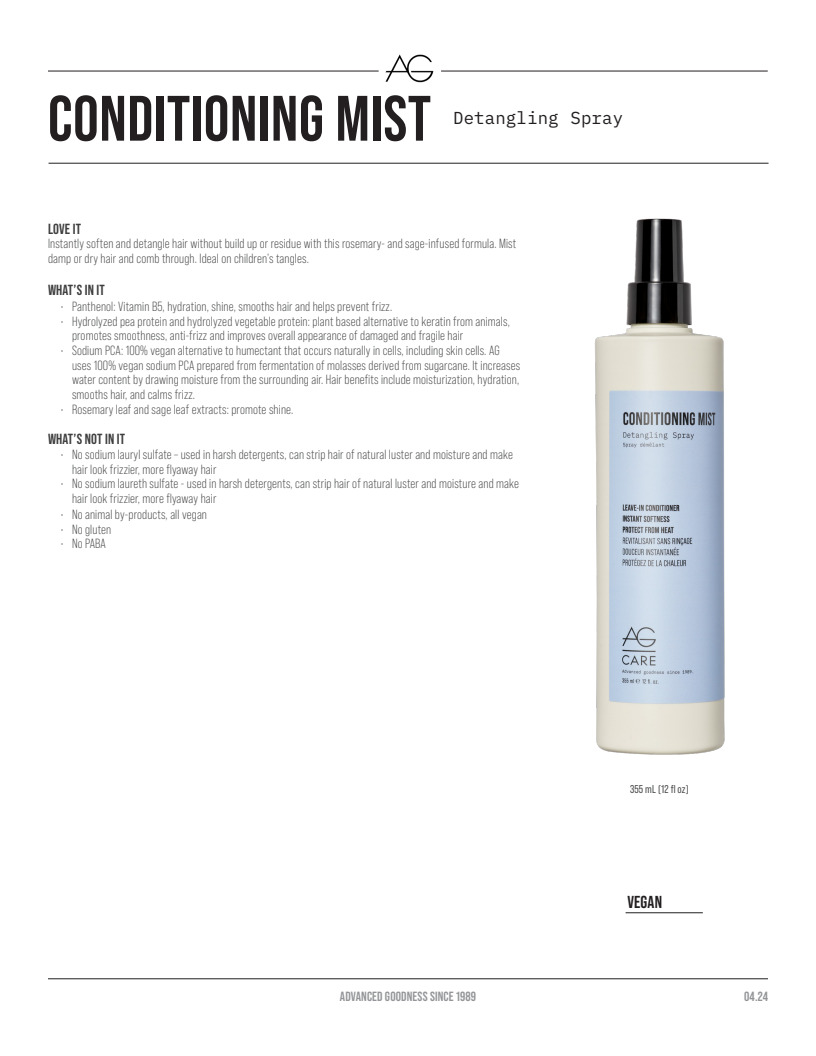 AG
CONDITIONING MIST Detangling Spray
LOVE IT
Instantly soften and detangle hair without build up or residue with this rosemary- and sage-infused formula. Mist
damp or dry hair and comb through. Ideal on children's tangles.
WHAT'S IN IT
· Panthenol: Vitamin B5, hydration, shine, smooths hair and helps prevent frizz.
· Hydrolyzed pea protein and hydrolyzed vegetable protein: plant based alternative to keratin from animals,
promotes smoothness, anti-frizz and improves overall appearance of damaged and fragile hair
· Sodium PCA: 100% vegan alternative to humectant that occurs naturally in cells, including skin cells. AG
uses 100% vegan sodium PCA prepared from fermentation of molasses derived from sugarcane. It increases
water content by drawing moisture from the surrounding air. Hair benefits include moisturization, hydration,
smooths hair, and calms frizz.
· Rosemary leaf and sage leaf extracts: promote shine.
WHAT'S NOT IN IT
· No sodium lauryl sulfate – used in harsh detergents, can strip hair of natural luster and moisture and make
hair look frizzier, more flyaway hair
· No sodium laureth sulfate - used in harsh detergents, can strip hair of natural luster and moisture and make
hair look frizzier, more flyaway hair
· No animal by-products, all vegan
· No gluten
· No PABA
CONDITIONING MIST
Detangling Spray
Spray démêlant
LEAVE-IN CONDITIONER
INSTANT SOFTNESS
PROTECT FROM HEAT
REVITALISANT SANS RINÇAGE
DOUCEUR INSTANTANÉE
PROTÉGEZ DE LA CHALEUR
AG
CARE
Advanced goodness since 1989.
355 ml ℮ 12 fl. oz.
355 mL [12 fl oz]
VEGAN
ADVANCED GOODNESS SINCE 1989
04.24